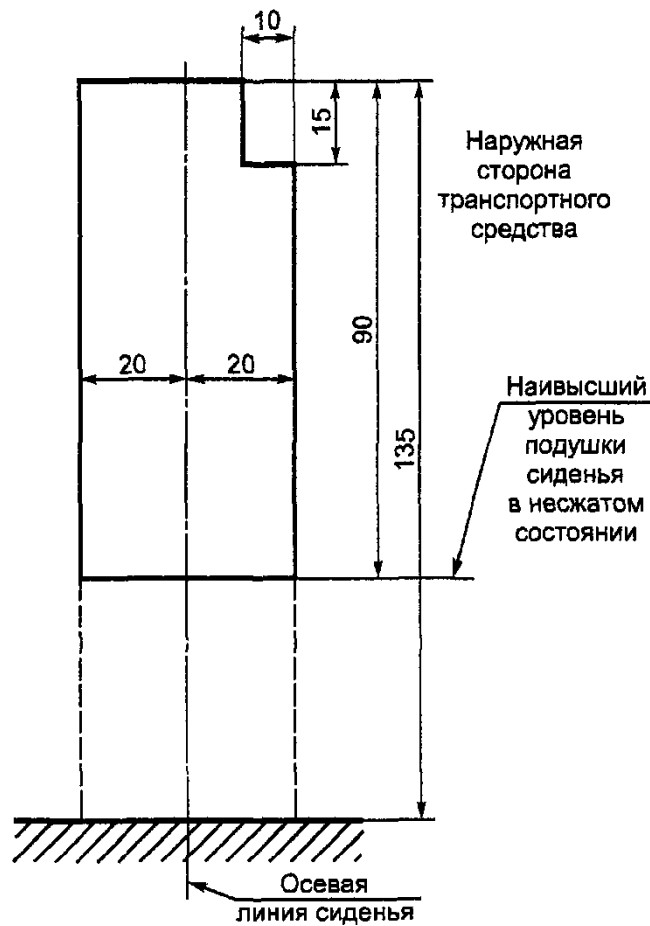 10
15
Наружная
сторона
транспортного
средства
90
20
20
135
Наивысший
уровень
подушки
сиденья
в несжатом
состоянии
Осевая
линия сиденья